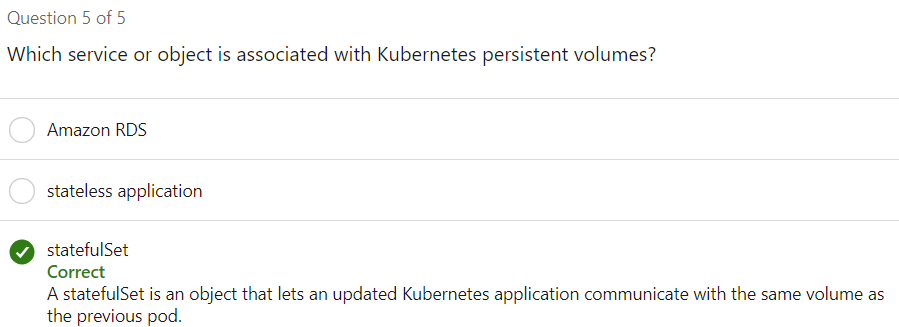 Question 5 of 5
Which service or object is associated with Kubernetes persistent volumes?
Amazon RDS
stateless application
statefulSet
Correct
A statefulSet is an object that lets an updated Kubernetes application communicate with the same volume as
the previous pod.